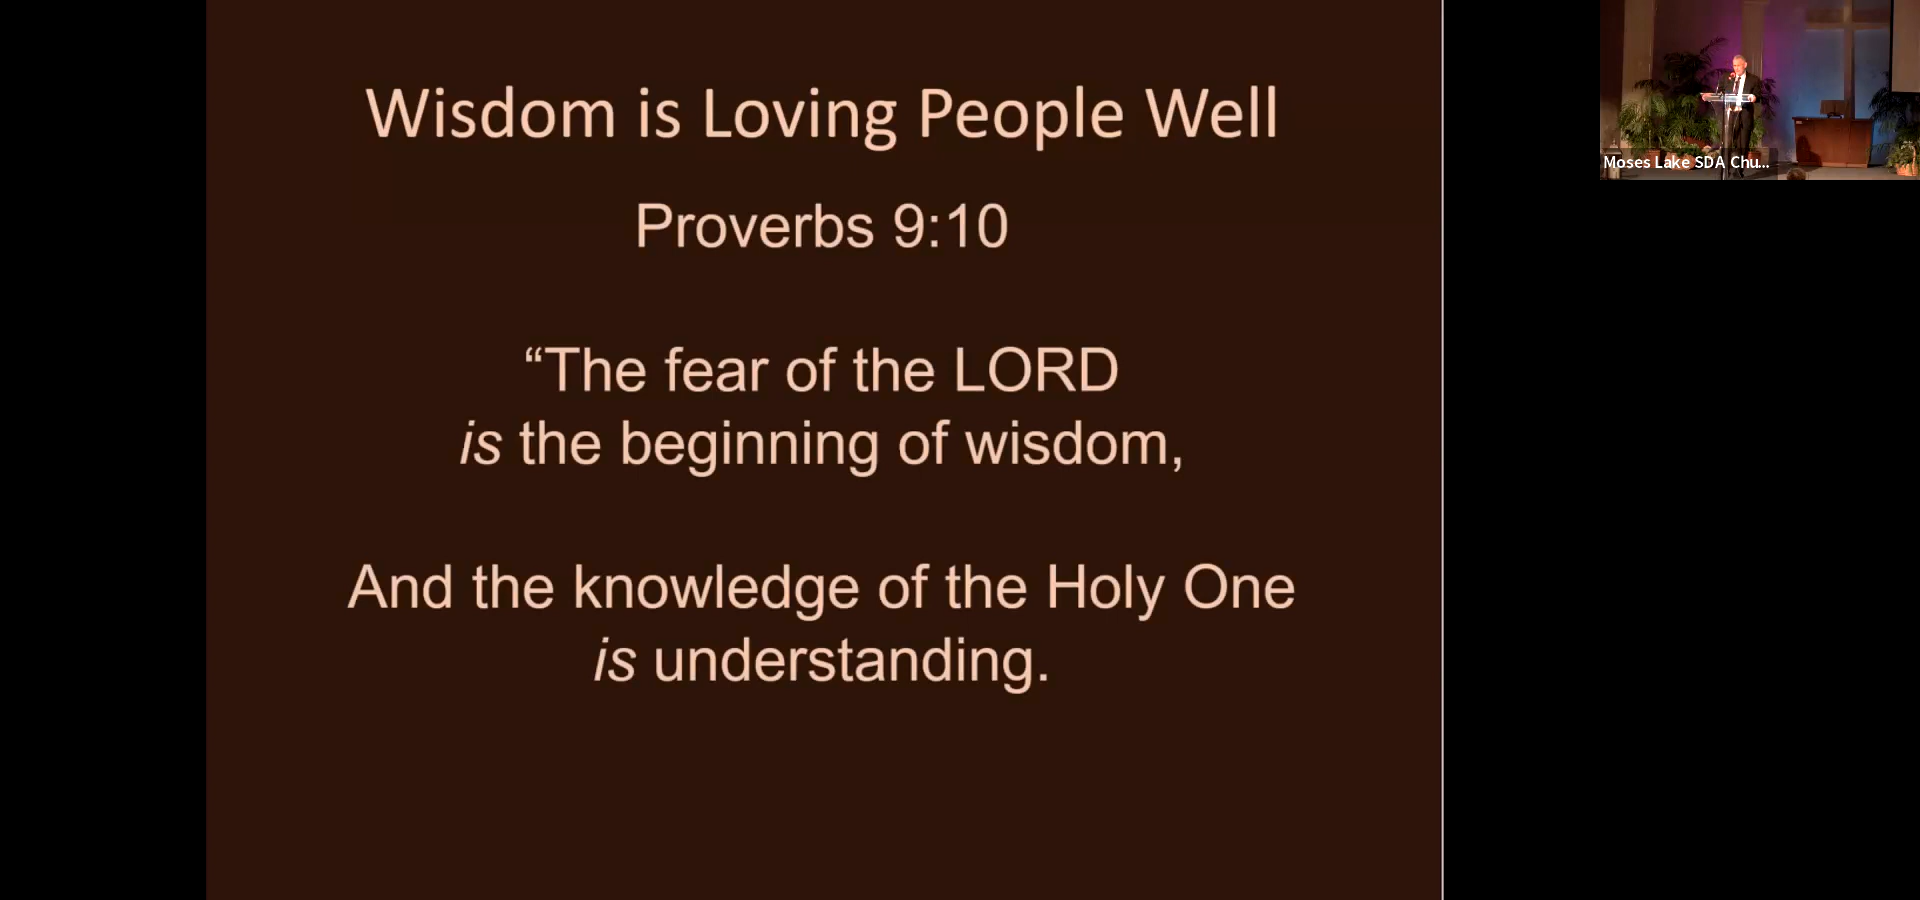 Wisdom is Loving People Well
Proverbs 9:10
“The fear of the LORD
is the beginning of wisdom,
And the knowledge of the Holy One
is understanding.
Moses Lake SDA Chu...